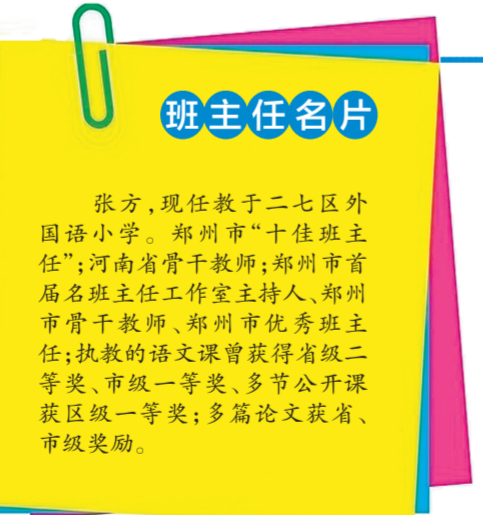 班主任名片
张方,现任教于二七区外
国语小学。郑州市“十佳班主
任”;河南省骨干教师;郑州市首
届名班主任工作室主持人、郑州
市骨干教师、郑州市优秀班主
任;执教的语文课曾获得省级二
等奖、市级一等奖、多节公开课
获区级一等奖;多篇论文获省、
市级奖励。